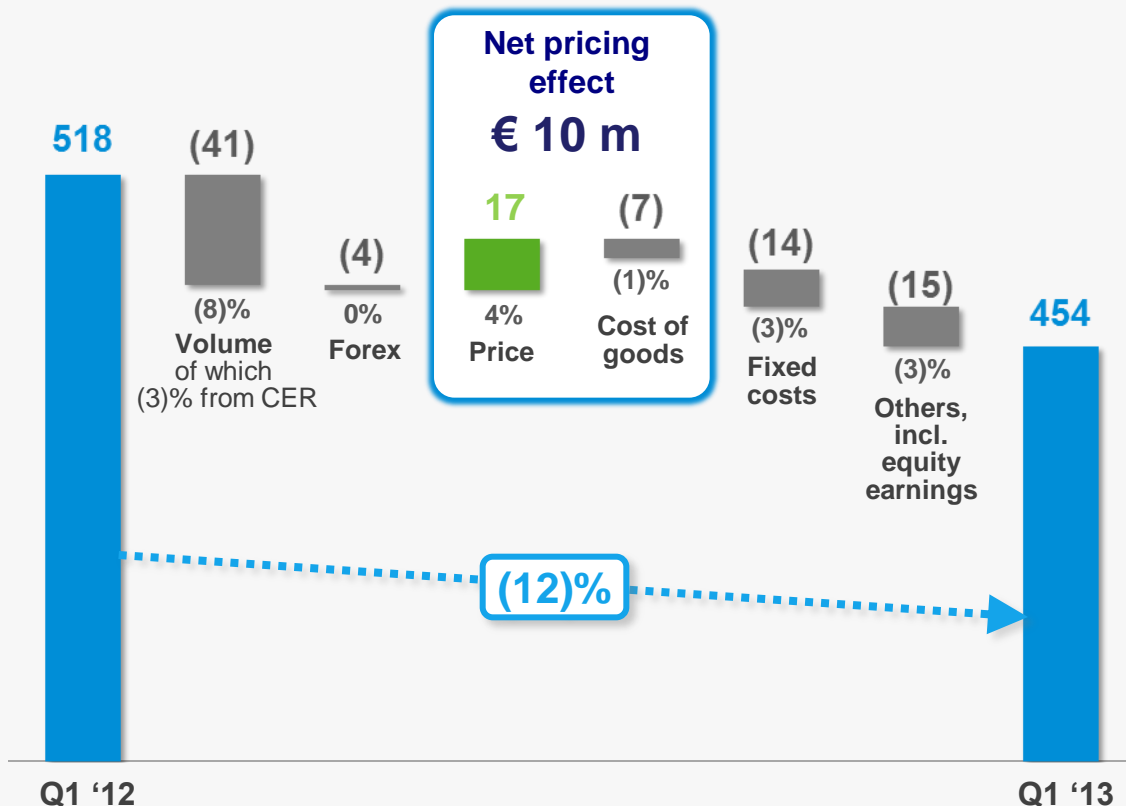 Net pricing
effect
€ 10 m
518
(41)
(8)%
Volume
of which
(3)% from CER
(4)
0%
Forex
17
4%
Price
(7)
(1)%
Cost of
goods
(14)
(3)%
Fixed
costs
(15)
(3)%
Others,
incl.
equity
earnings
454
(12)%
Q1 ‘12
Q1 ‘13